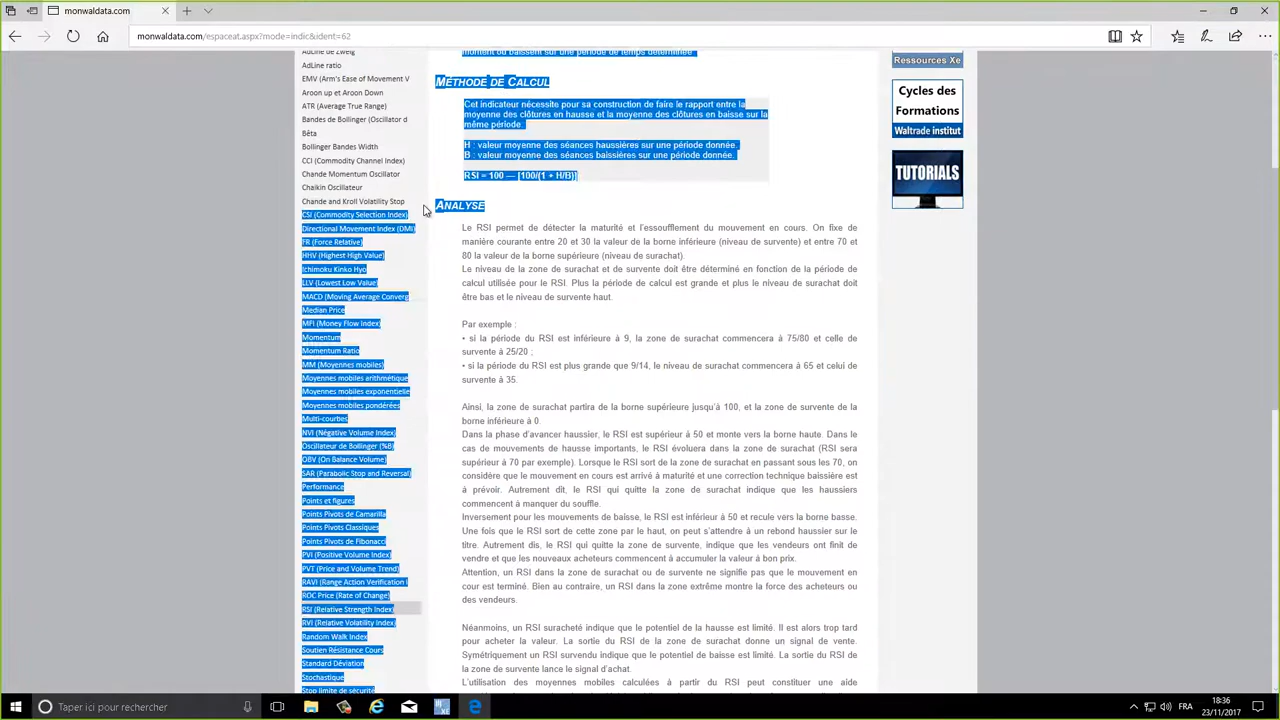 monwaldata.com
monwaldata.com/espaceat.aspx?mode=indic&ident=62
AdLine de Zweig
AdLine ratio
EMV (Arm's Ease of Movement V
Aroon up et Aroon Down
ATR (Average True Range)
Bandes de Bollinger (Oscillator d
Bêta
Bollinger Bandes Width
CCI (Commodity Channel Index)
Chande Momentum Oscillator
Chaikin Oscillateur
Chande and Kroll Volatility Stop
CSI (Commodity Selection Index)
Directional Movement Index (DMI)
FR (Force Relative)
HHV (Highest High Value)
Ichimoku Kinko Hyo
LLV (Lowest Low Value)
MACD (Moving Average Converg
Median Price
MFI (Money Flow Index)
Momentum
Momentum Ratio
MM (Moyennes mobiles)
Moyennes mobiles arithmétique
Moyennes mobiles exponentielle
Moyennes mobiles pondérées
Multi-courbes
NVI (Négative Volume Index)
Oscillateur de Bollinger (%B)
OBV (On Balance Volume)
SAR (Parabolic Stop and Reversal)
Performance
Points et figures
Points Pivots de Camarilla
Points Pivots Classiques
Points Pivots de Fibonacci
PVI (Positive Volume Index)
PVT (Price and Volume Trend)
RAVI (Range Action Verification I
ROC Price (Rate of Change)
RSI (Relative Strength Index)
RVI (Relative Volatility Index)
Random Walk Index
Soutien Résistance Cours
Standard Déviation
Stochastique
Stop limite de sécurité
moment ou baissent sur une période de temps déterminée
MÉTHODE DE CALCUL
Cet indicateur nécessite pour sa construction de faire le rapport entre la
moyenne des clôtures en hausse et la moyenne des clôtures en baisse sur la
même période
H : valeur moyenne des séances haussières sur une période donnée.
B : valeur moyenne des séances baissières sur une période donnée.
RSI = 100 — [100/(1 + H/B)]
ANALYSE
Le RSI permet de détecter la maturité et l'essoufflement du mouvement en cours. On fixe de
manière courante entre 20 et 30 la valeur de la borne inférieure (niveau de survente) et entre 70 et
80 la valeur de la borne supérieure (niveau de surachat).
Le niveau de la zone de surachat et de survente doit être déterminé en fonction de la période de
calcul utilisée pour le RSI. Plus la période de calcul est grande et plus le niveau de surachat doit
être bas et le niveau de survente haut.
Par exemple :
• si la période du RSI est inférieure à 9, la zone de surachat commencera à 75/80 et celle de
survente à 25/20 ;
• si la période du RSI est plus grande que 9/14, le niveau de surachat commencera à 65 et celui de
survente à 35.
Ainsi, la zone de surachat partira de la borne supérieure jusqu'à 100, et la zone de survente de la
borne inférieure à 0.
Dans la phase d'avancer haussier, le RSI est supérieur à 50 et monte vers la borne haute. Dans le
cas de mouvements de hausse importants, le RSI évoluera dans la zone de surachat (RSI sera
supérieur à 70 par exemple). Lorsque le RSI sort de la zone de surachat en passant sous les 70, on
considère que le mouvement en cours est arrivé à maturité et une correction technique baissière est
à prévoir. Autrement dit, le RSI qui quitte la zone de surachat indique que les haussiers
commencent à manquer du souffle.
Inversement pour les mouvements de baisse, le RSI est inférieur à 50 et recule vers la borne basse.
Une fois que le RSI sort de cette zone par le haut, on peut s'attendre à un rebond haussier sur le
titre. Autrement dis, le RSI qui quitte la zone de survente, indique que les vendeurs ont finit de
vendre et que les nouveaux acheteurs commencent à accumuler la valeur à bon prix.
Attention, un RSI dans la zone de surachat ou de survente ne signifie pas que le mouvement en
cour est terminé. Bien au contraire, un RSI dans la zone extrême montre la force des acheteurs ou
des vendeurs.
Néanmoins, un RSI suracheté indique que le potentiel de la hausse est limité. Il est alors trop tard
pour acheter la valeur. La sortie du RSI de la zone de surachat donne un signal de vente.
Symétriquement un RSI survendu indique que le potentiel de baisse est limité. La sortie du RSI de
la zone de survente lance le signal d'achat.
L'utilisation des moyennes mobiles calculées à partir du RSI peut constituer une aide
Ressources Xe
Cycles des
Formations
Waltrade institut
TUTORIALS
Taper ici pour rechercher
FRA
18:36
23/11/2017